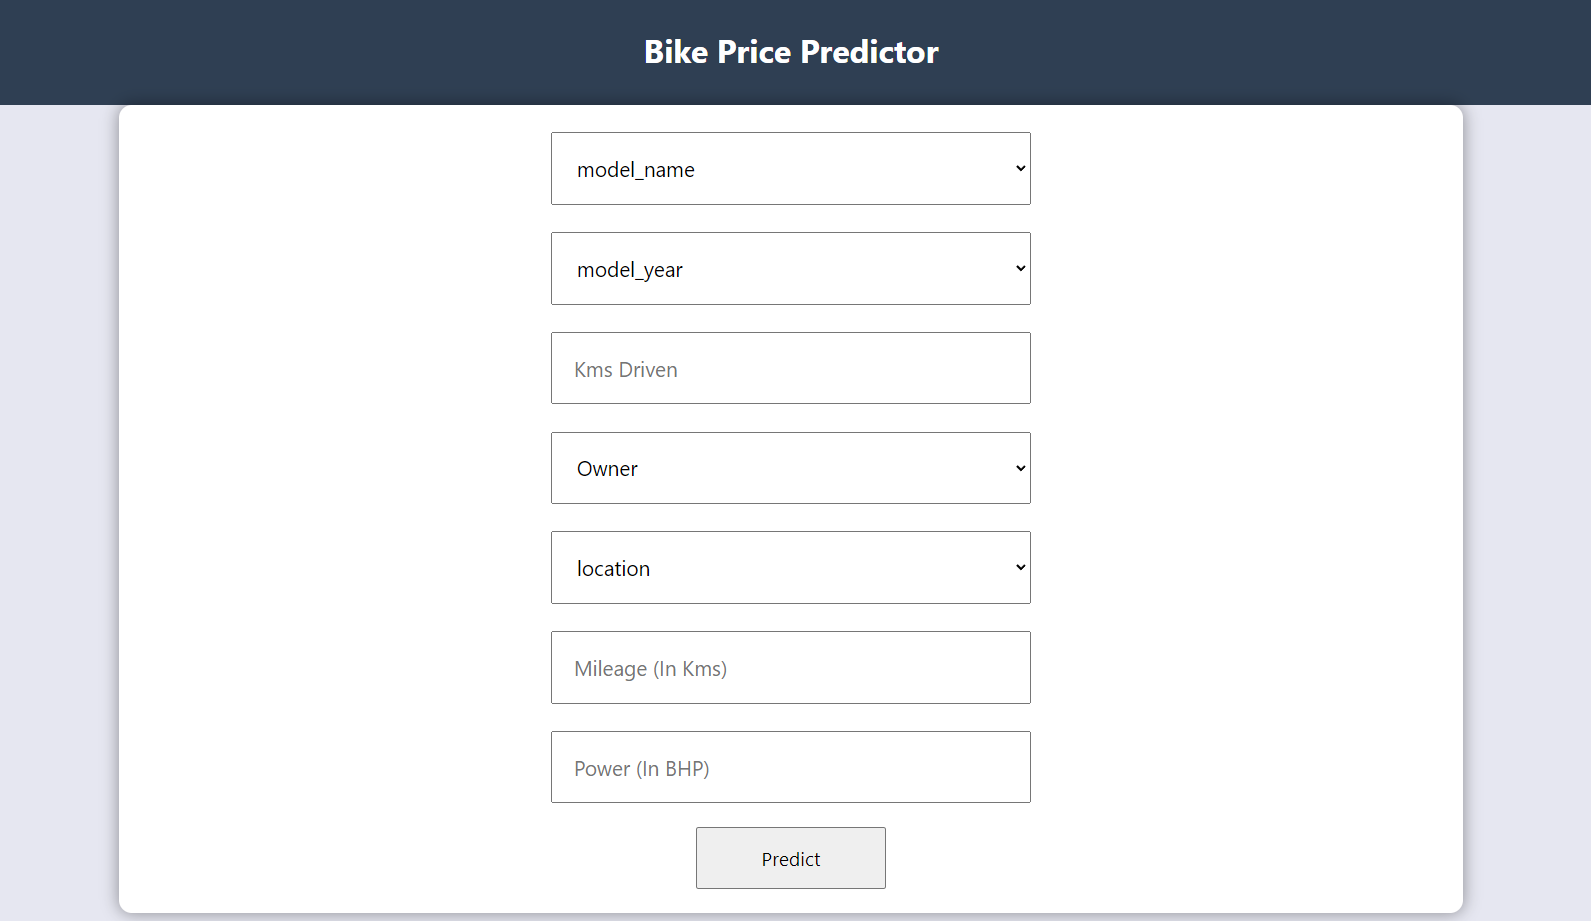 Bike Price Predictor
model_name
model_year
Kms Driven
Owner
location
Mileage (In Kms)
Power (In BHP)
Predict